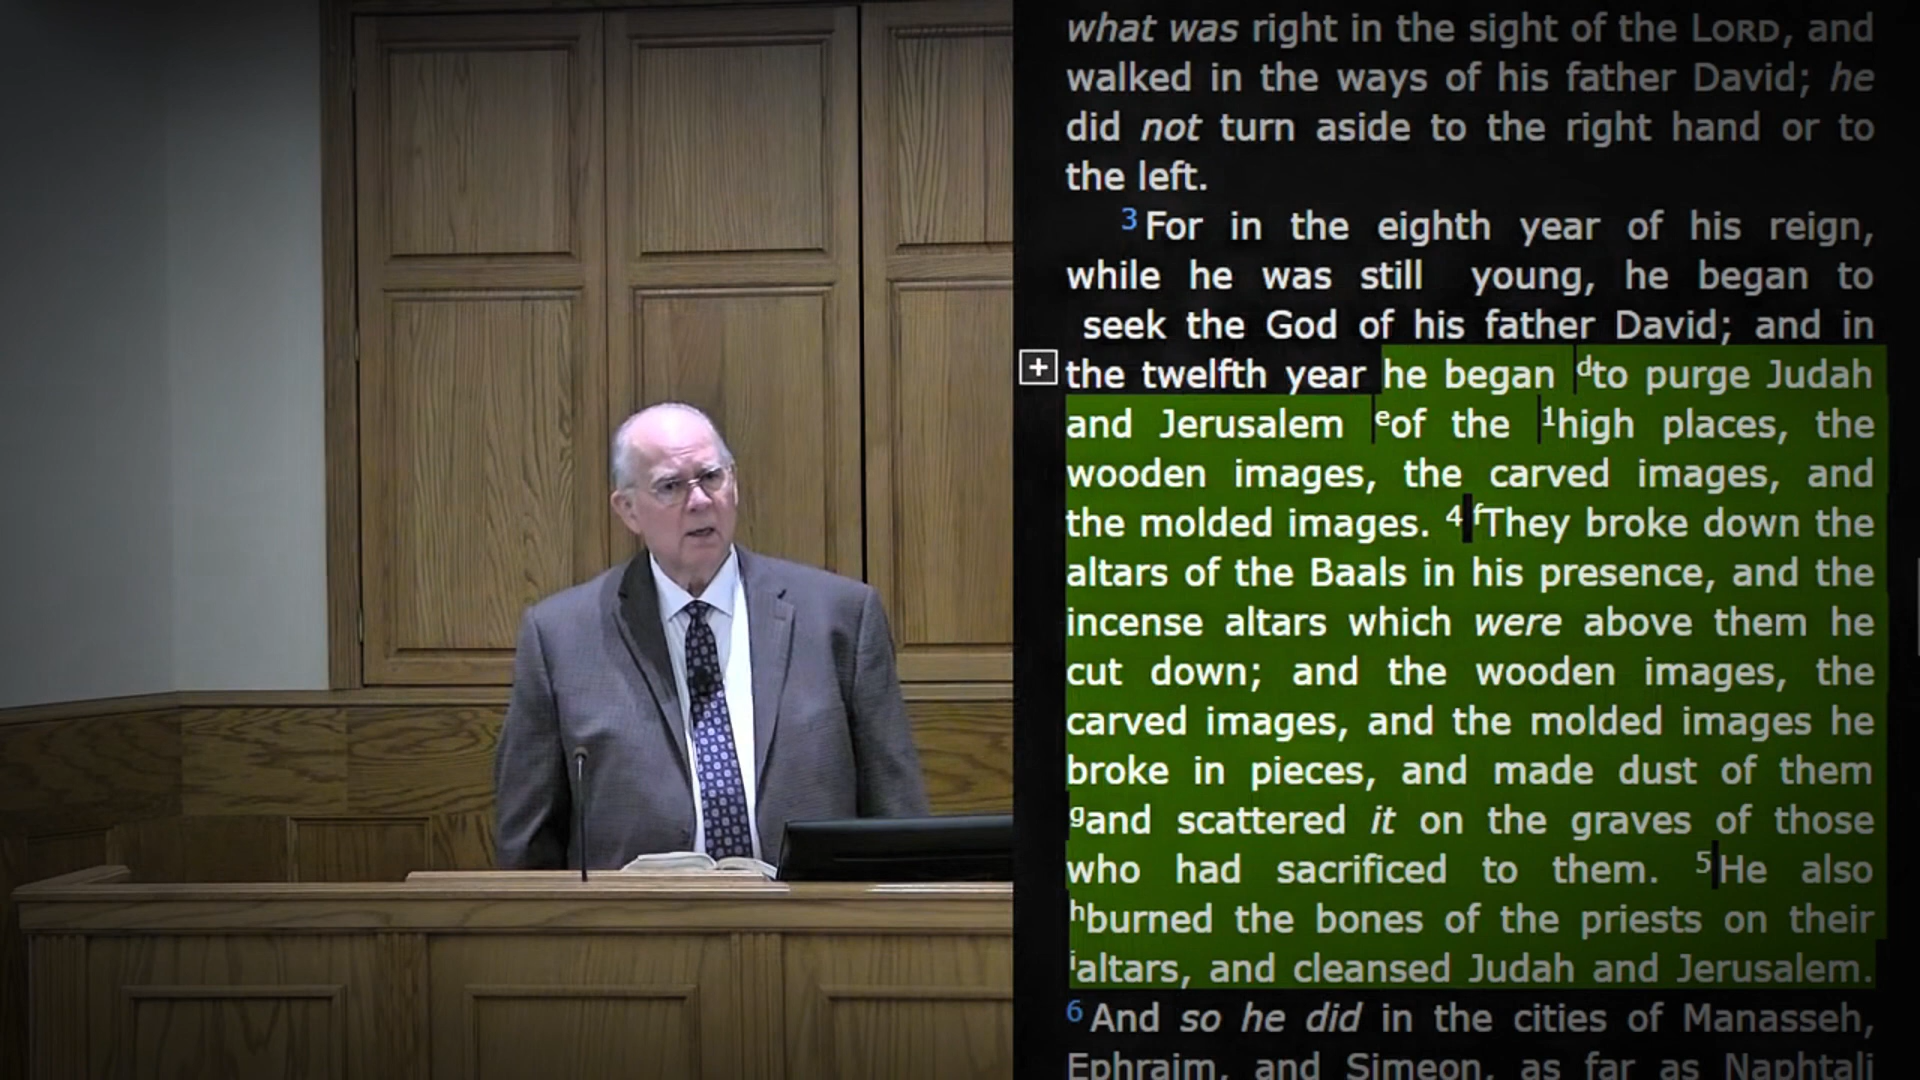 what was right in the sight of the LORD, and
walked in the ways of his father David; he
did not turn aside to the right hand or to
the left.
3 For in the eighth year of his reign,
while he was still young, he began to
seek the God of his father David; and in
the twelfth year he began dto purge Judah
and Jerusalem eof the 1high places, the
wooden images, the carved images, and
the molded images. 4 fThey broke down the
altars of the Baals in his presence, and the
incense altars which were above them he
cut down; and the wooden images, the
carved images, and the molded images he
broke in pieces, and made dust of them
gand scattered it on the graves of those
who had sacrificed to them. 5 He also
hburned the bones of the priests on their
ialtars, and cleansed Judah and Jerusalem.
6 And so he did in the cities of Manasseh,
Ephraim, and Simeon, as far as Naphtali